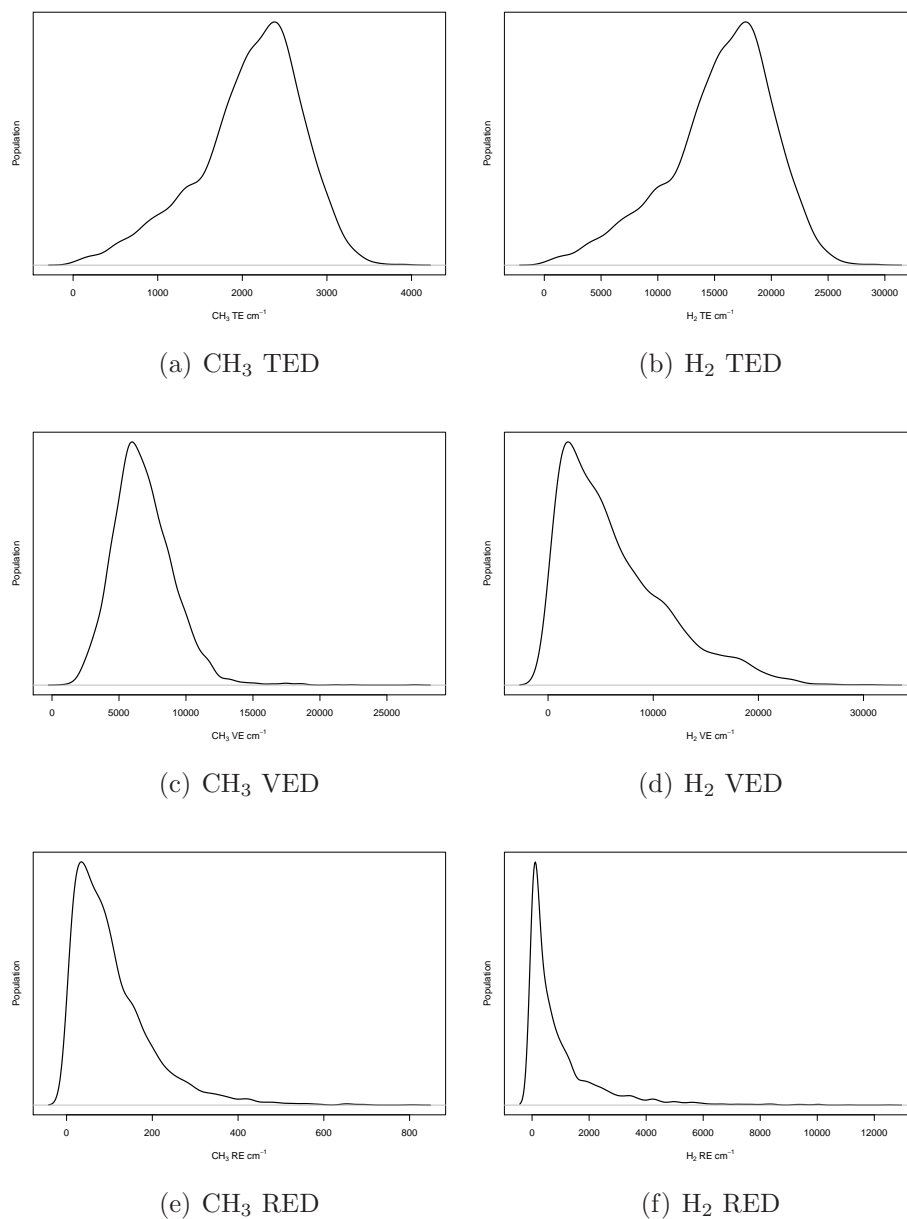 Population
0 1000 2000 3000 4000
CH₃ TE cm⁻¹
(a) CH₃ TED
Population
0 5000 10000 15000 20000 25000 30000
H₂ TE cm⁻¹
(b) H₂ TED
Population
0 5000 10000 15000 20000 25000
CH₃ VE cm⁻¹
(c) CH₃ VED
Population
0 10000 20000 30000
H₂ VE cm⁻¹
(d) H₂ VED
Population
0 200 400 600 800
CH₃ RE cm⁻¹
(e) CH₃ RED
Population
0 2000 4000 6000 8000 10000 12000
H₂ RE cm⁻¹
(f) H₂ RED